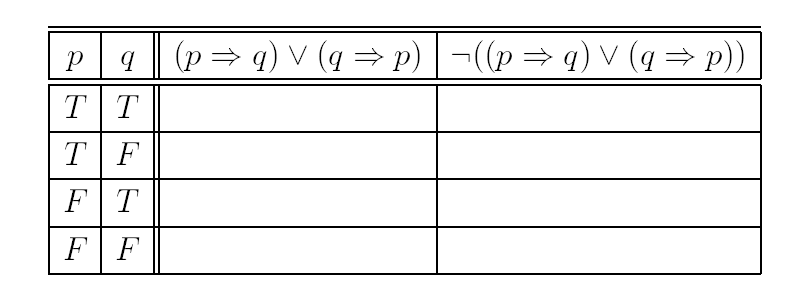 p q (p ⇒ q) ∨ (q ⇒ p) ¬((p ⇒ q) ∨ (q ⇒ p))
T T
T F
F T
F F